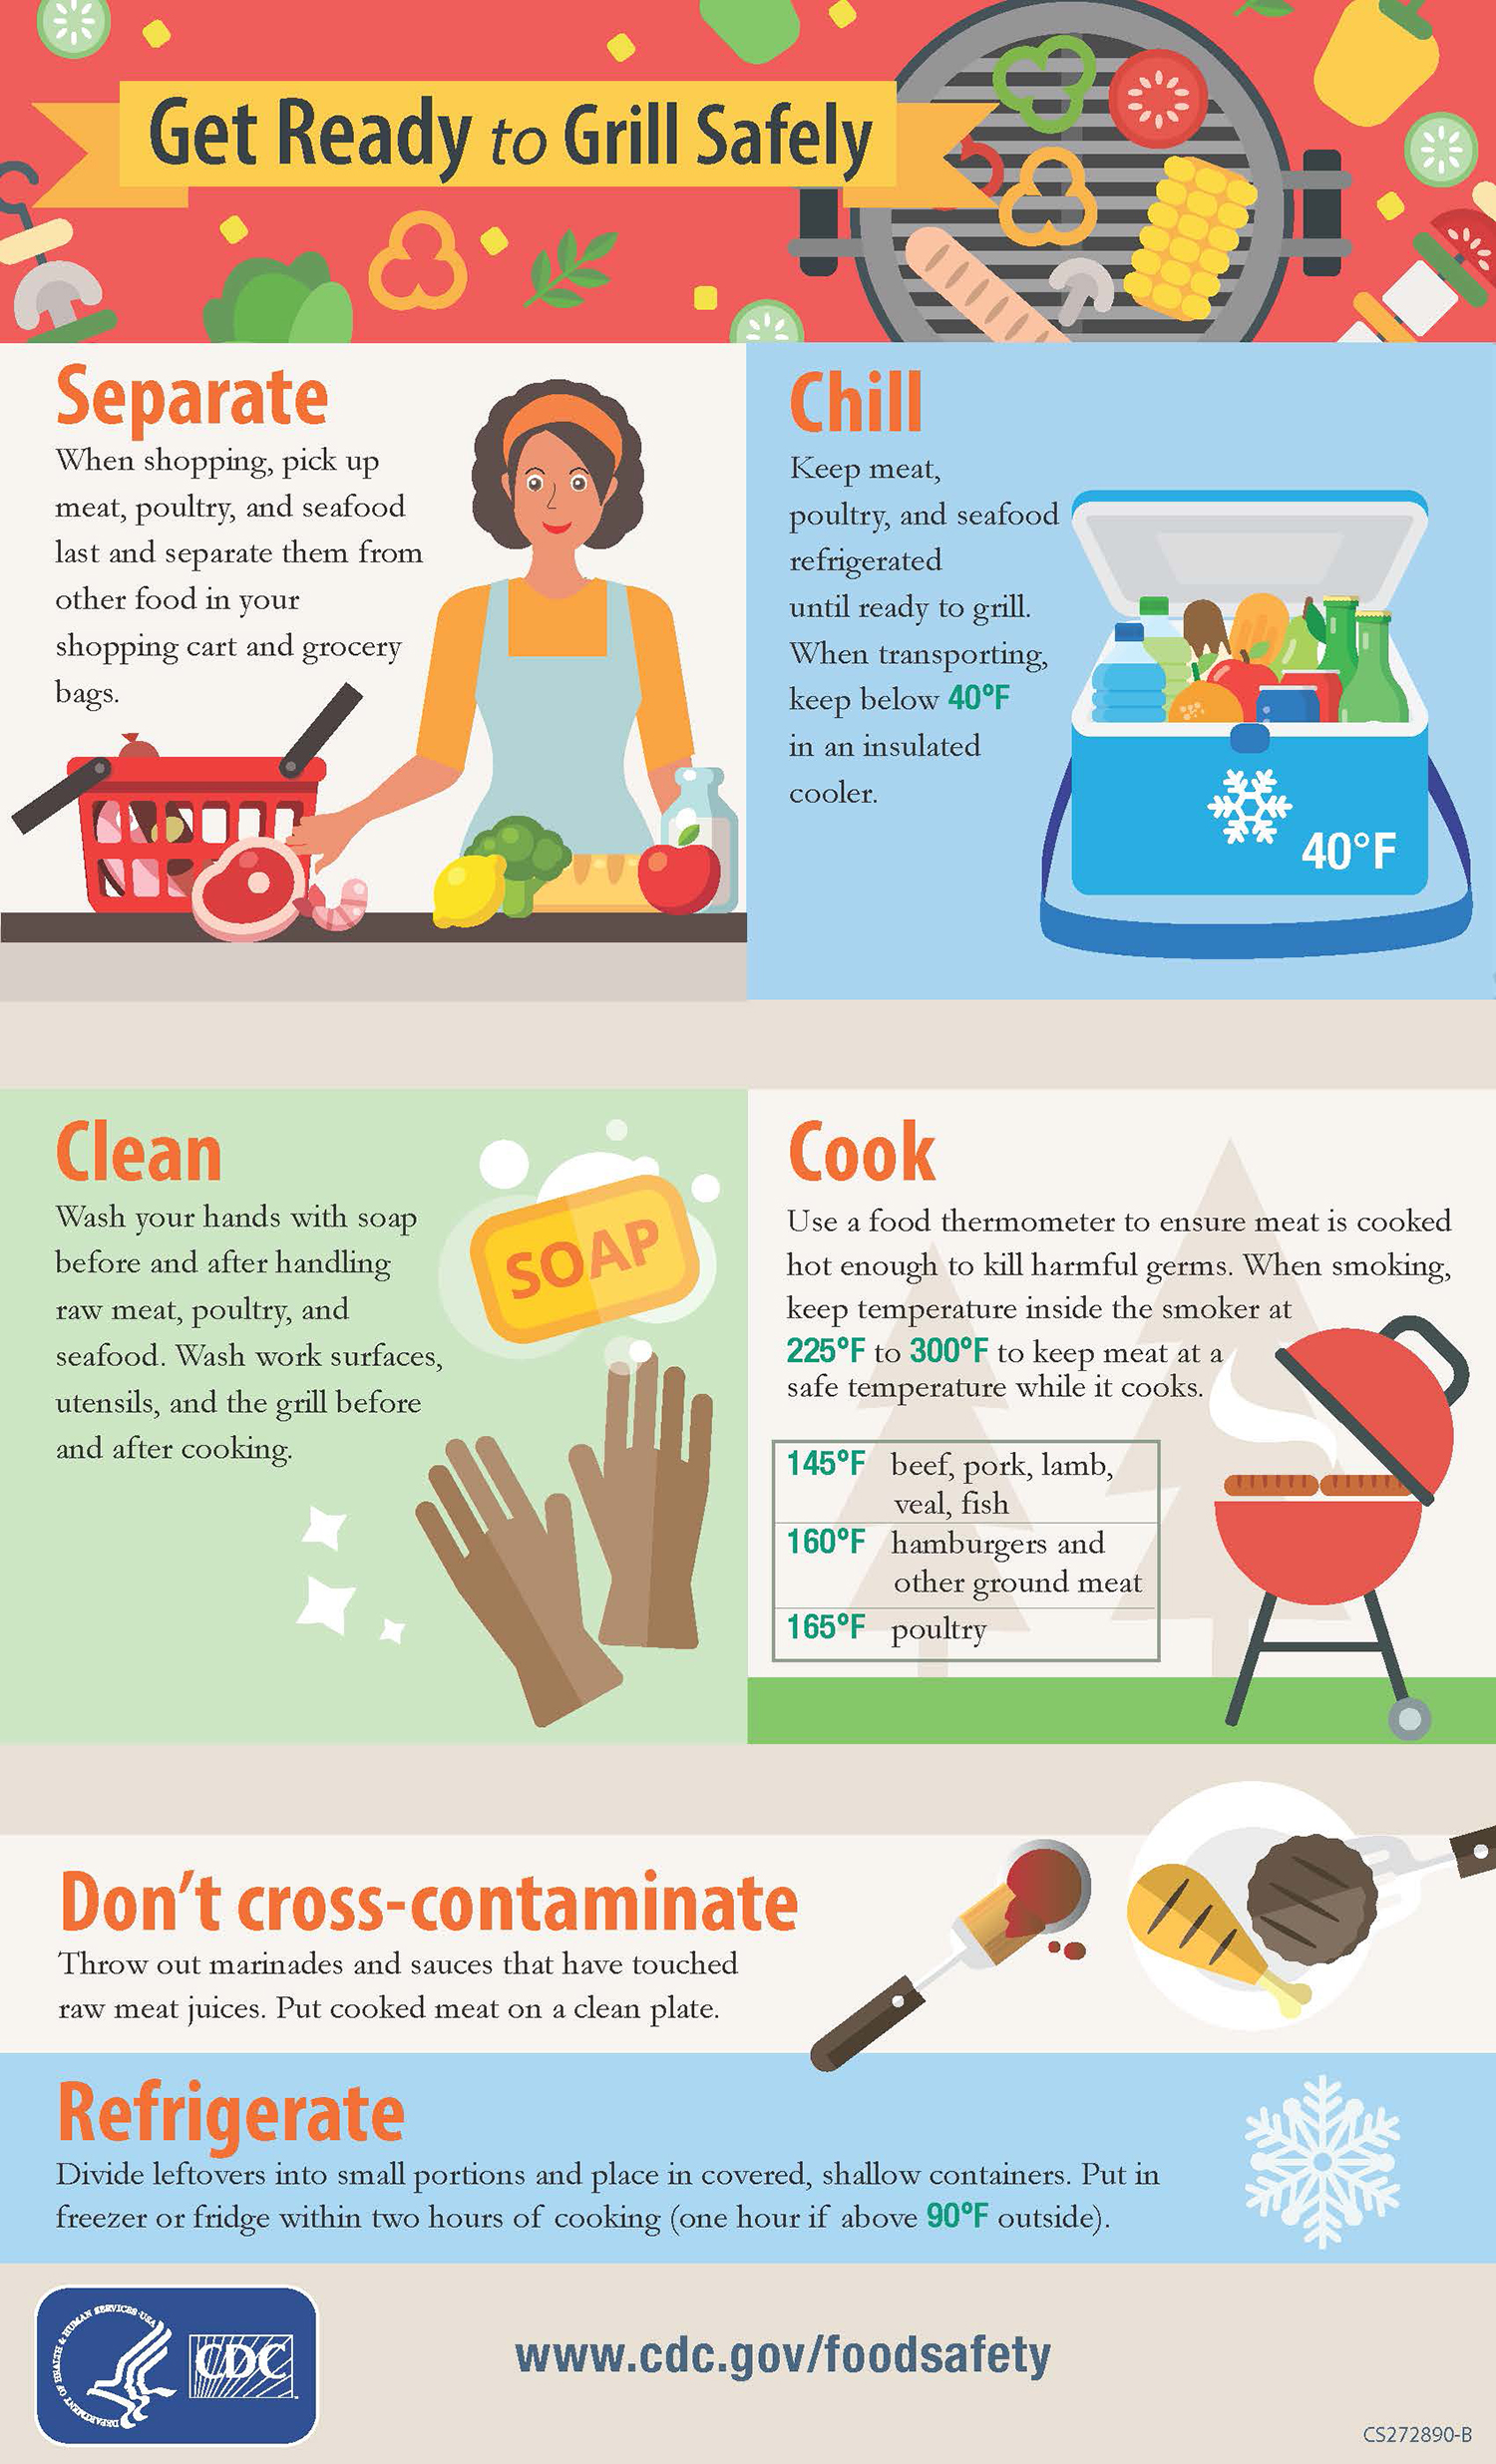 Get Ready to Grill Safely
Separate
When shopping, pick up
meat, poultry, and seafood
last and separate them from
other food in your
shopping cart and grocery
bags.
Chill
Keep meat,
poultry, and seafood
refrigerated
until ready to grill.
When transporting,
keep below 40°F
in an insulated
cooler.
40°F
Clean
Wash your hands with soap
before and after handling
raw meat, poultry, and
seafood. Wash work surfaces,
utensils, and the grill before
and after cooking.
SOAP
Cook
Use a food thermometer to ensure meat is cooked
hot enough to kill harmful germs. When smoking,
keep temperature inside the smoker at
225°F to 300°F to keep meat at a
safe temperature while it cooks.
145°F beef, pork, lamb,
veal, fish
160°F hamburgers and
other ground meat
165°F poultry
Don't cross-contaminate
Throw out marinades and sauces that have touched
raw meat juices. Put cooked meat on a clean plate.
Refrigerate
Divide leftovers into small portions and place in covered, shallow containers. Put in
freezer or fridge within two hours of cooking (one hour if above 90°F outside).
DEPARTMENT OF HEALTH & HUMAN SERVICES·USA
CDC
www.cdc.gov/foodsafety
CS272890-B